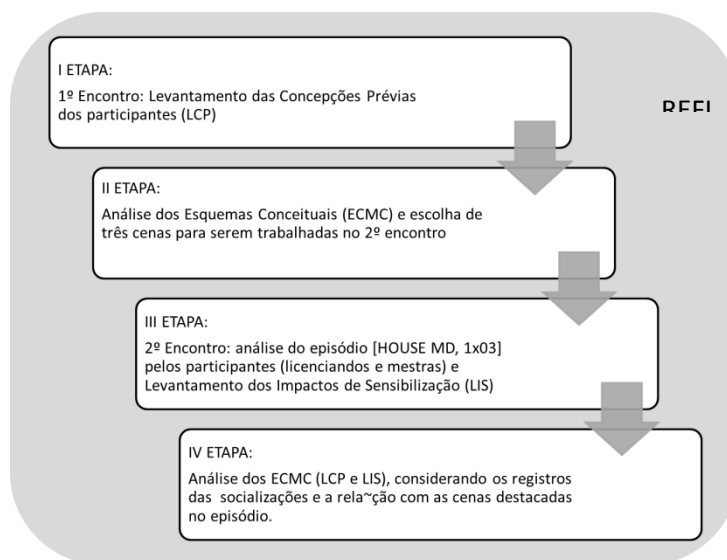 I ETAPA:
1º Encontro: Levantamento das Concepções Prévias
dos participantes (LCP)
II ETAPA:
Análise dos Esquemas Conceituais (ECMC) e escolha de
três cenas para serem trabalhadas no 2º encontro
III ETAPA:
2º Encontro: análise do episódio [HOUSE MD, 1x03]
pelos participantes (licenciandos e mestras) e
Levantamento dos Impactos de Sensibilização (LIS)
IV ETAPA:
Análise dos ECMC (LCP e LIS), considerando os registros
das socializações e a rela~ção com as cenas destacadas
no episódio.